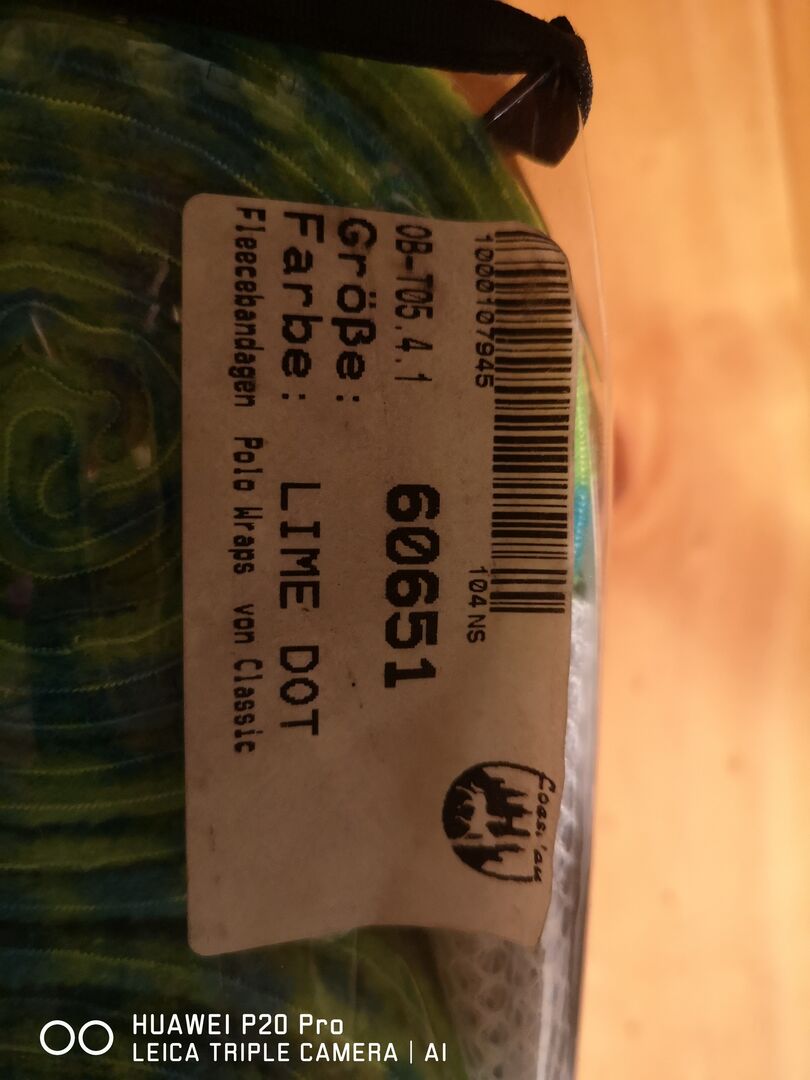 1000107945 104 NS
OB-T05.4.1 60651
Größe:
Farbe: LIME DOT
Fleecebandagen Polo Wraps von Classic
HUAWEI P20 Pro
LEICA TRIPLE CAMERA | AI